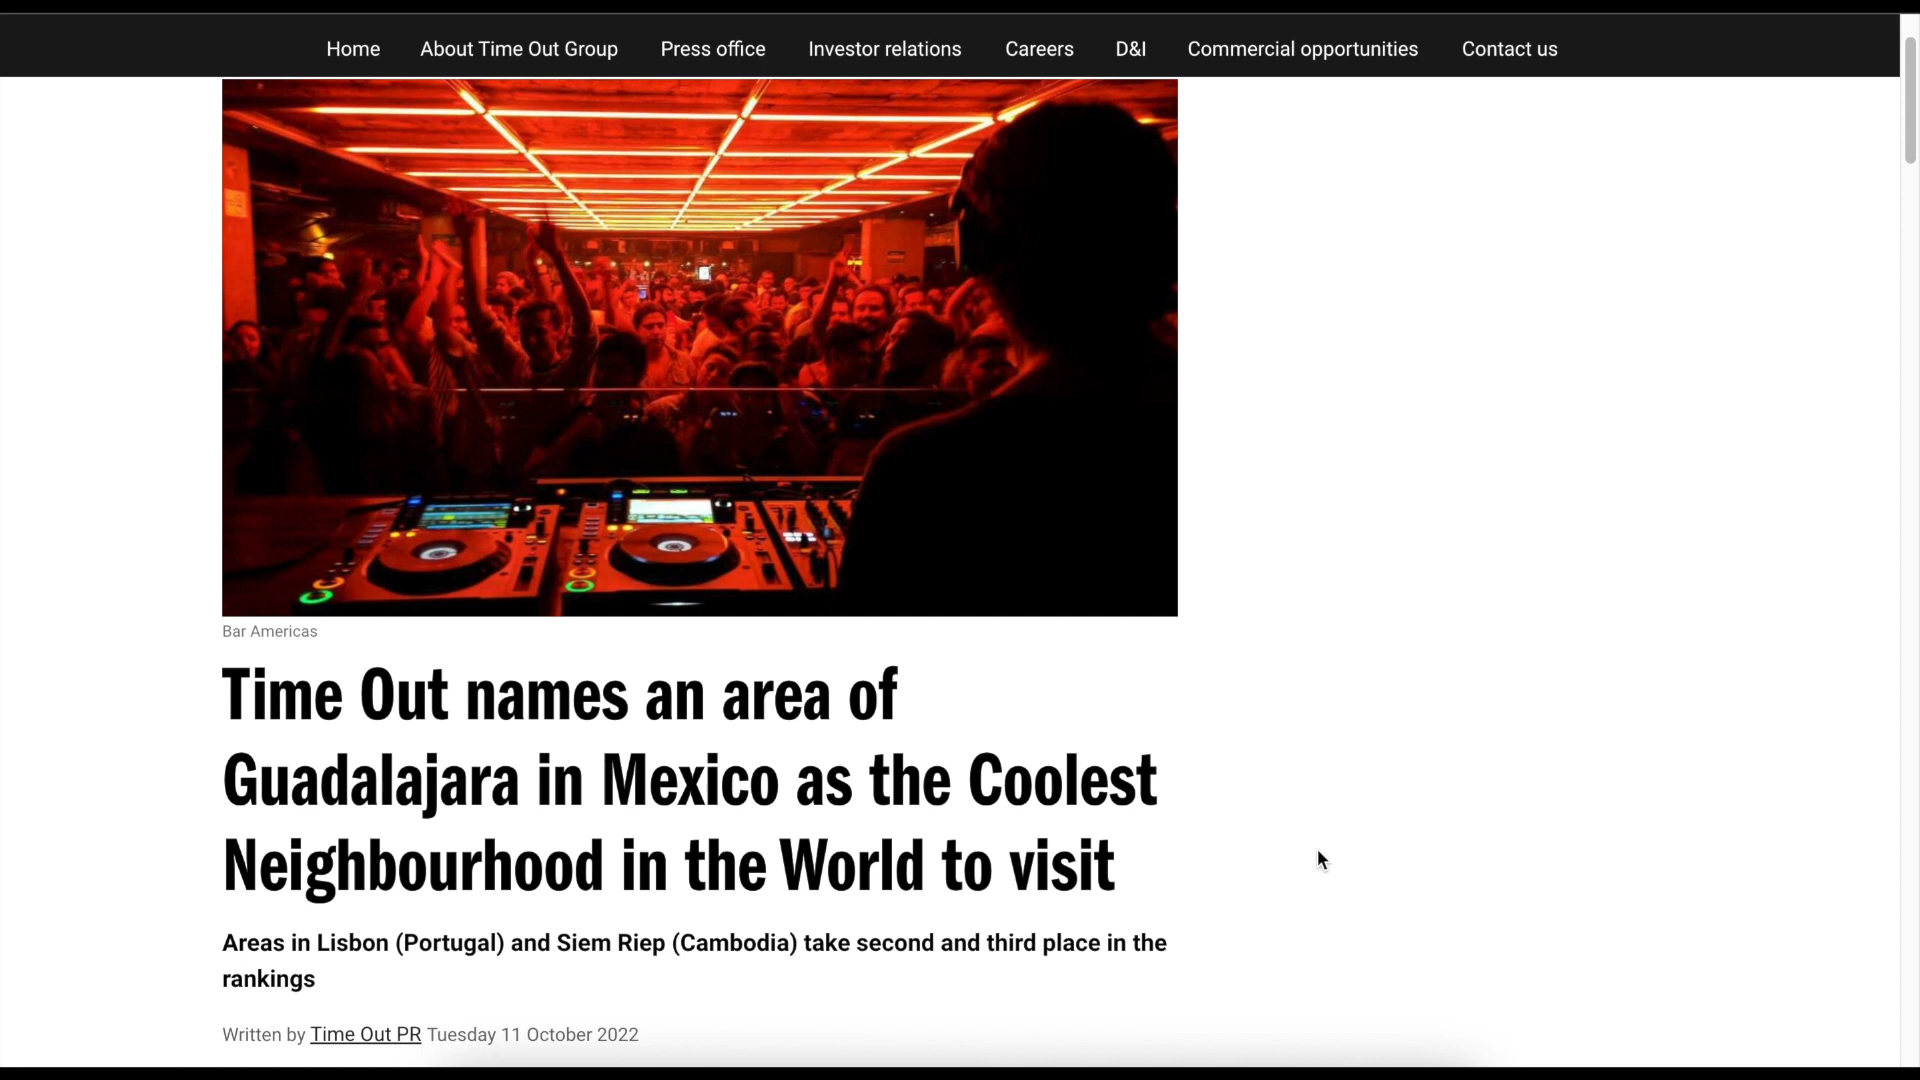 Home About Time Out Group Press office Investor relations Careers D&I Commercial opportunities Contact us
Bar Americas
Time Out names an area of
Guadalajara in Mexico as the Coolest
Neighbourhood in the World to visit
Areas in Lisbon (Portugal) and Siem Riep (Cambodia) take second and third place in the
rankings
Written by Time Out PR Tuesday 11 October 2022